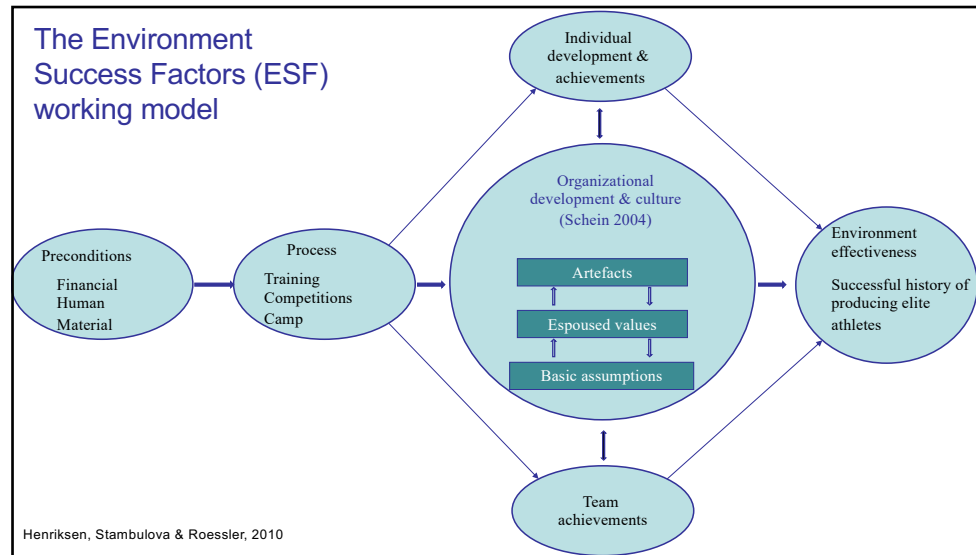 The Environment
Success Factors (ESF)
working model
Individual
development &
achievements
Organizational
development & culture
(Schein 2004)
Artefacts
Espoused values
Basic assumptions
Preconditions
Financial
Human
Material
Process
Training
Competitions
Camp
Environment
effectiveness
Successful history of
producing elite
athletes
Team
achievements
Henriksen, Stambulova & Roessler, 2010